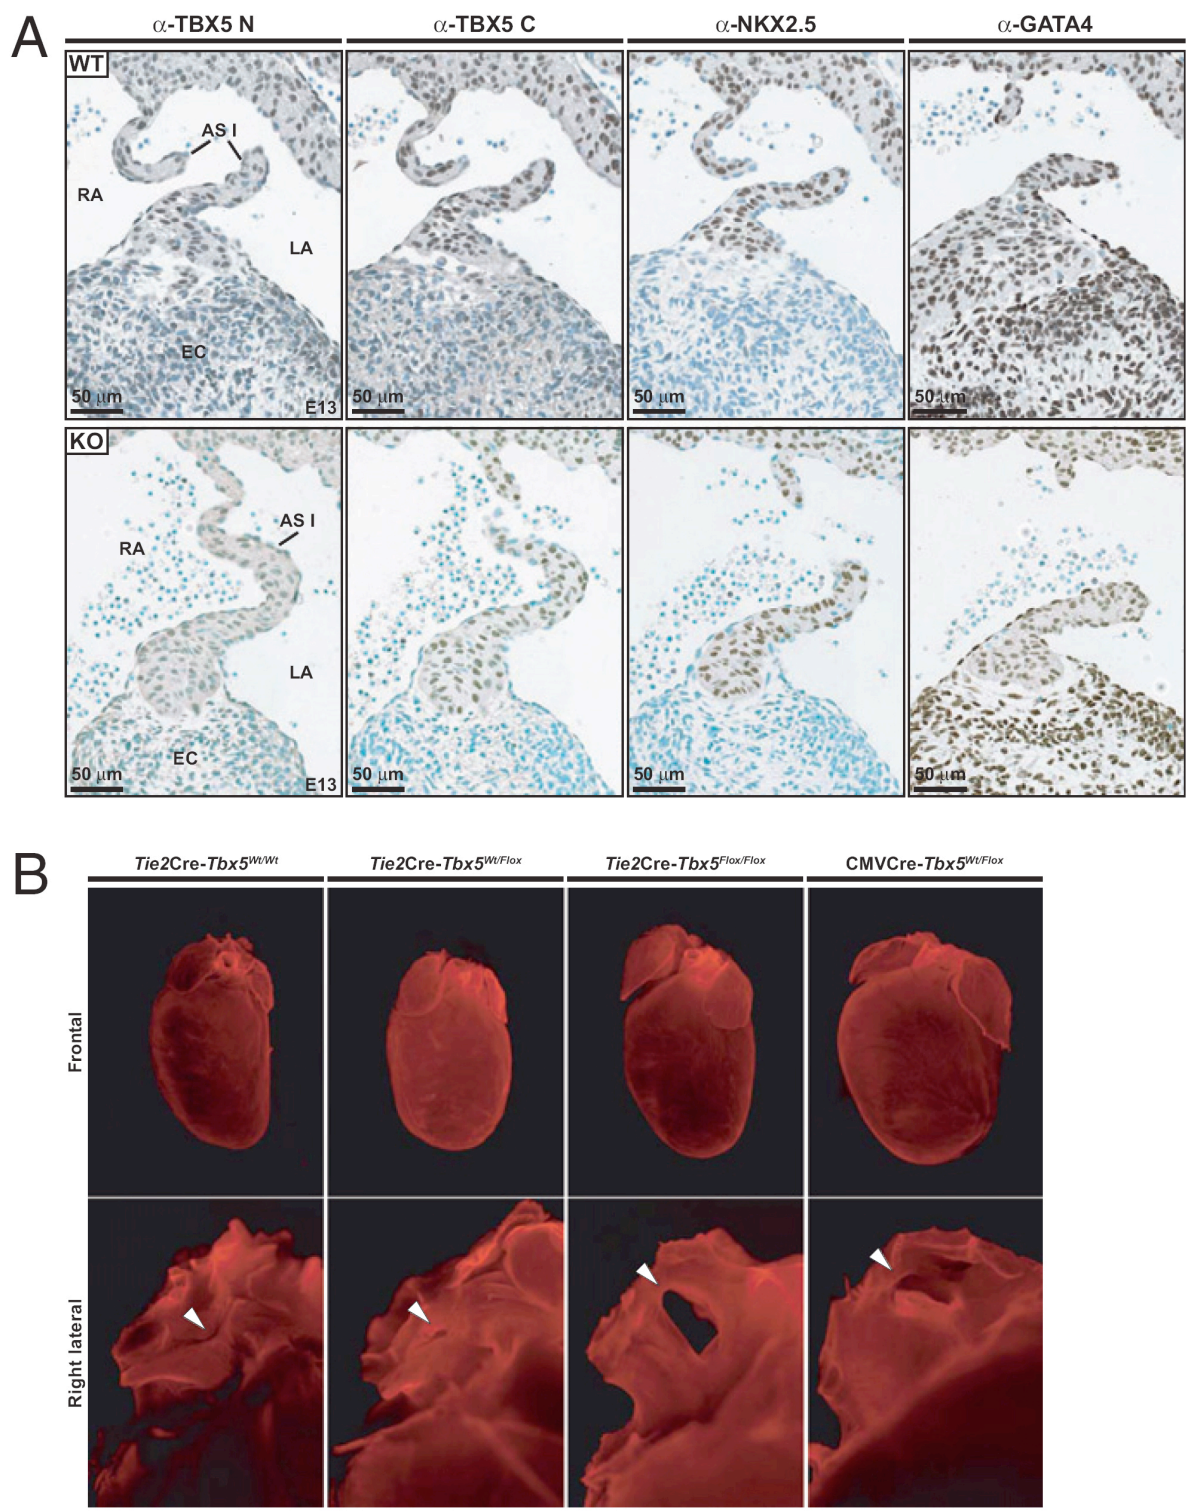 A
α-TBX5 N
α-TBX5 C
α-NKX2.5
α-GATA4
WT
AS I
RA
LA
EC
50 μm
E13
50 μm
50 μm
50 μm
KO
AS I
RA
LA
EC
50 μm
E13
50 μm
50 μm
50 μm
B
Tie2Cre-Tbx5Wt/Wt
Tie2Cre-Tbx5Wt/Flox
Tie2Cre-Tbx5Flox/Flox
CMVCre-Tbx5Wt/Flox
Frontal
Right lateral